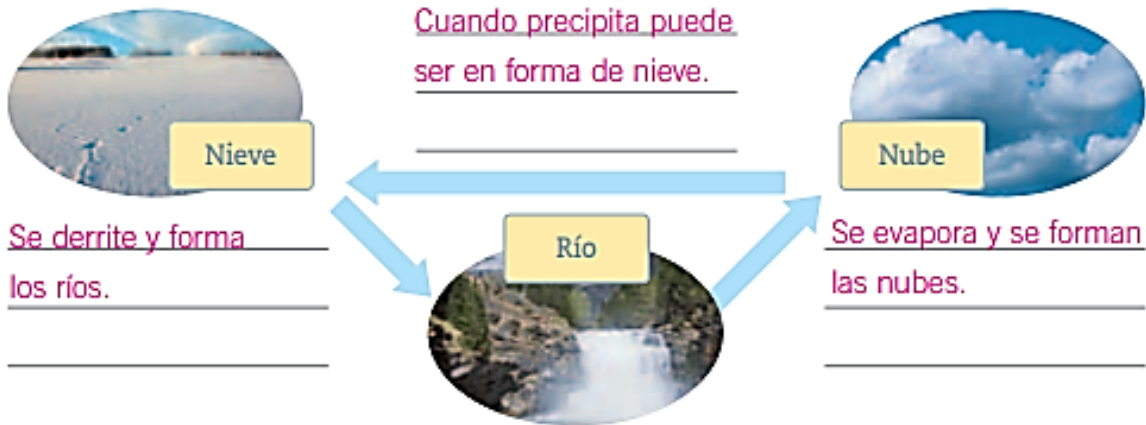 Cuando precipita puede
ser en forma de nieve.
Nieve
Nube
Se derrite y forma
los ríos.
Río
Se evapora y se forman
las nubes.